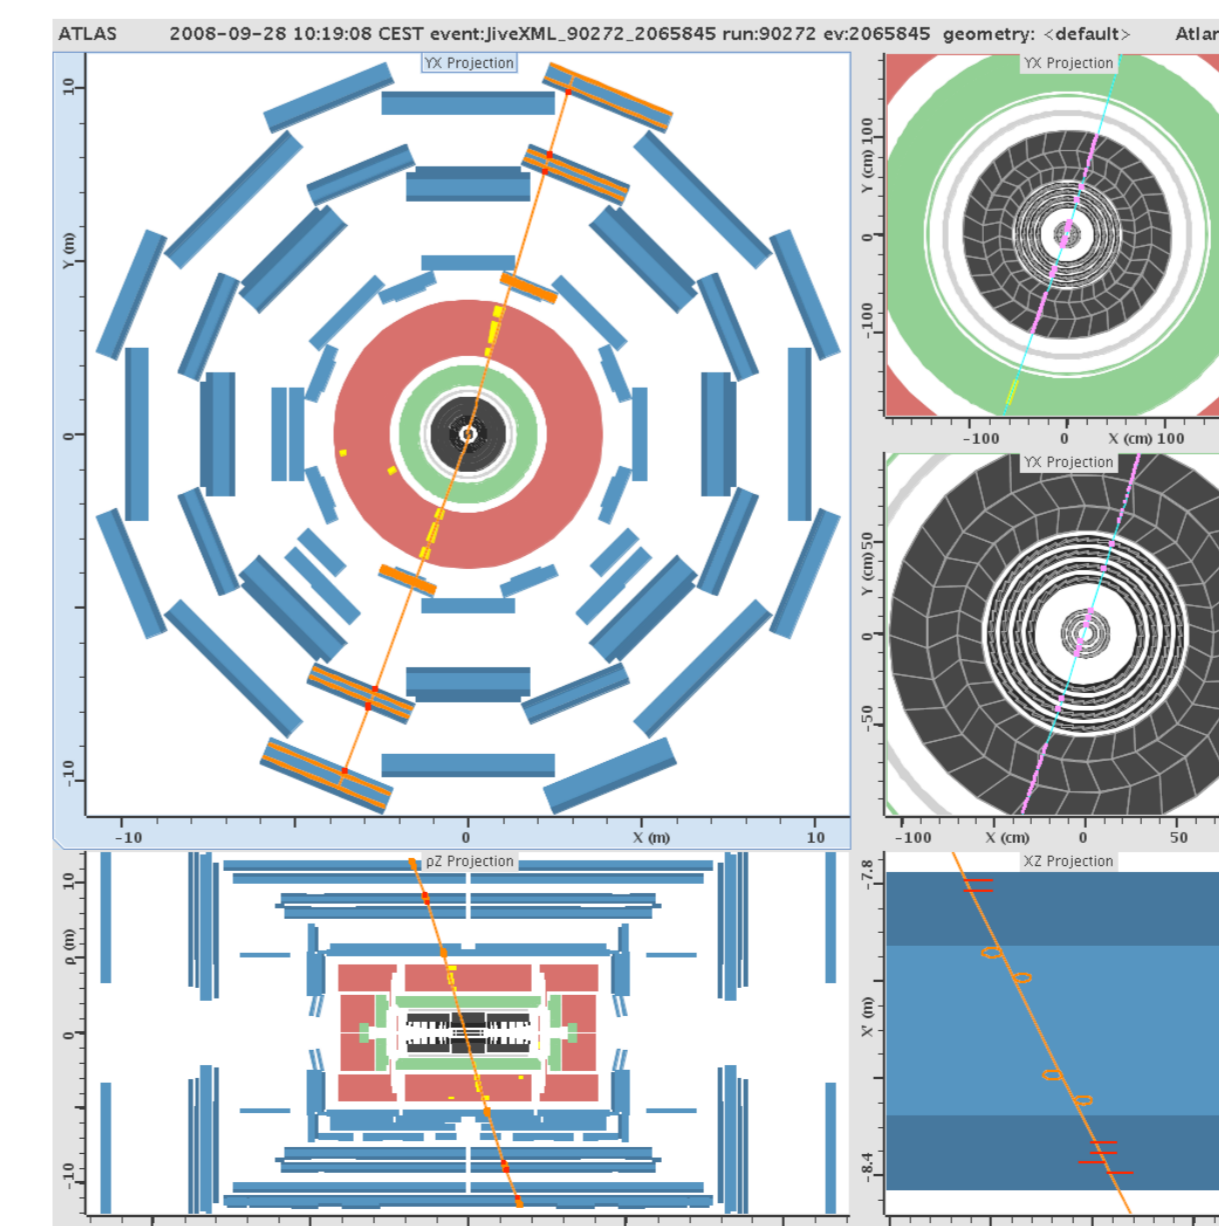 ATLAS 2008-09-28 10:19:08 CEST event:JiveXML_90272_2065845 run:90272 ev:2065845 geometry: <default> Atlan
YX Projection
10
Y (m)
0
-10
-10 0 X (m) 10
YX Projection
Y (cm) 100
0
-100
-100 0 X (cm) 100
YX Projection
Y (cm) 50
0
-50
-100 X (cm) 0 50
ρZ Projection
10
ρ (m)
0
-10
XZ Projection
-7.8
X' (m)
-8.4